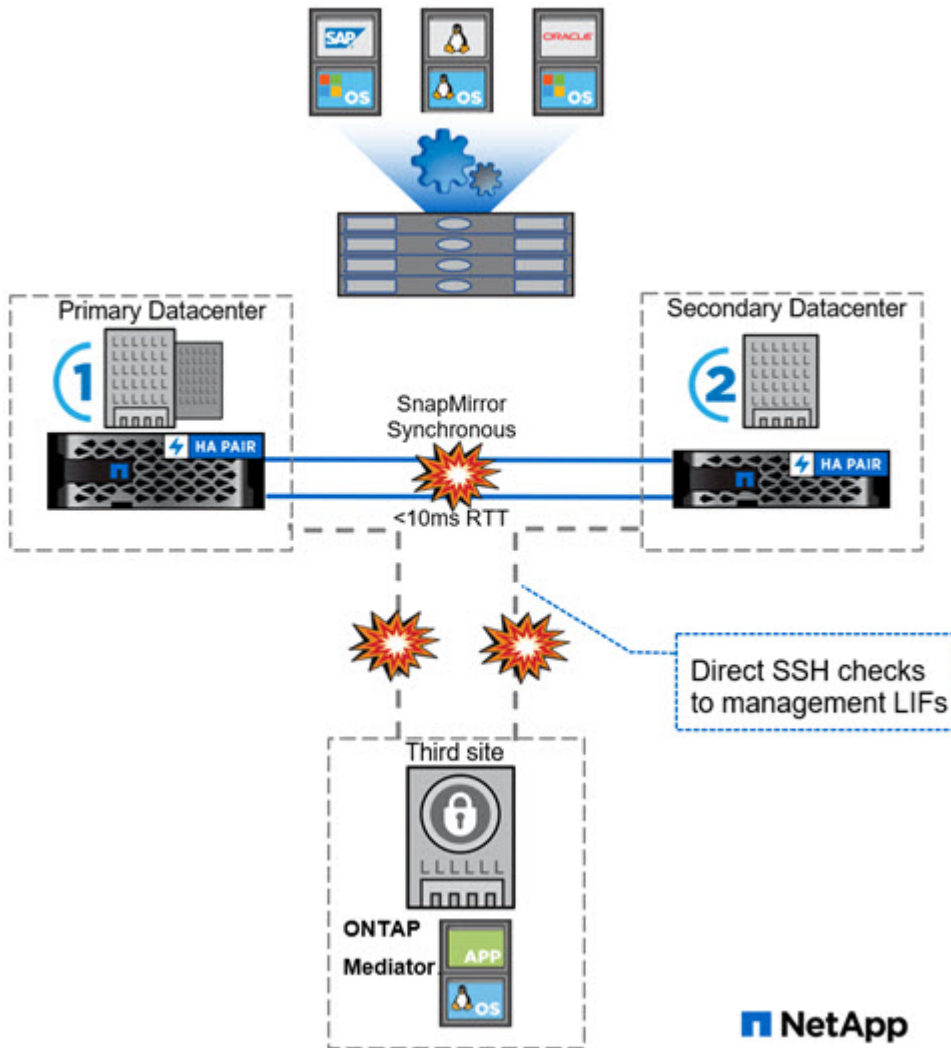 SAP
ORACLE
OS
OS
OS
Primary Datacenter
Secondary Datacenter
1
2
SnapMirror
Synchronous
HA PAIR
HA PAIR
<10ms RTT
Direct SSH checks
to management LIFs
Third site
LLLLLL
ONTAP
Mediator
APP
OS
NetApp